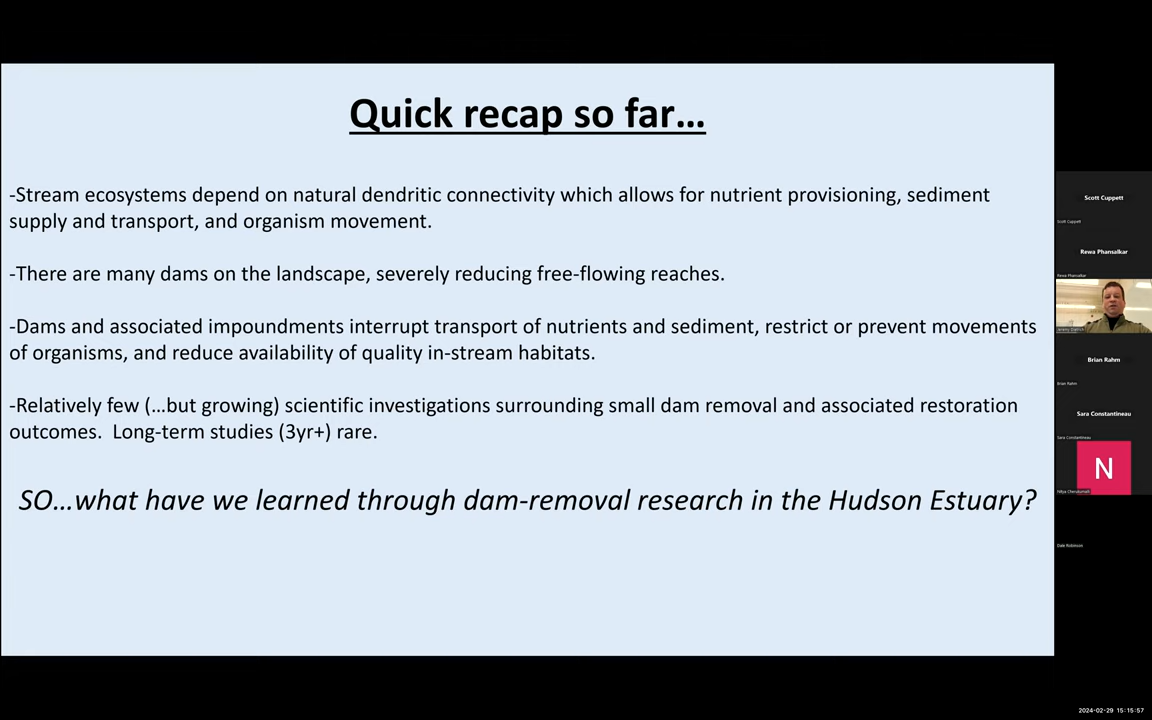 Quick recap so far...
-Stream ecosystems depend on natural dendritic connectivity which allows for nutrient provisioning, sediment
supply and transport, and organism movement.
-There are many dams on the landscape, severely reducing free-flowing reaches.
-Dams and associated impoundments interrupt transport of nutrients and sediment, restrict or prevent movements
of organisms, and reduce availability of quality in-stream habitats.
-Relatively few (...but growing) scientific investigations surrounding small dam removal and associated restoration
outcomes.  Long-term studies (3yr+) rare.
SO...what have we learned through dam-removal research in the Hudson Estuary?
Scott Cuppett
Scott Cuppett
Rewa Phansalkar
Rewa Phansalkar
Brian Rahm
Brian Rahm
Sara Constantineau
Sara Constantineau
N
Dale Robinson
2024-02-29 15:15:57